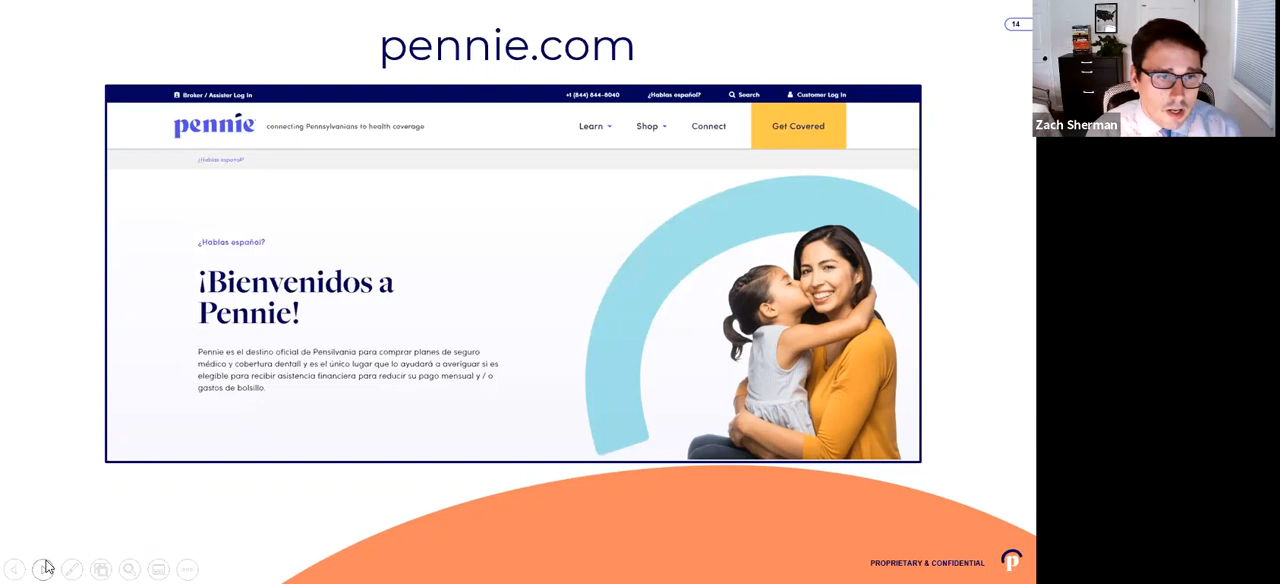 pennie.com
14
Broker / Assister Log In
+1 (844) 844-8040
¿Hablas español?
Search
Customer Log In
pennie
connecting Pennsylvanians to health coverage
Learn
Shop
Connect
Get Covered
¿Hablas español?
¿Hablas español?
¡Bienvenidos a
Pennie!
Pennie es el destino oficial de Pensilvania para comprar planes de seguro
médico y cobertura dental y es el único lugar que lo ayudará a averiguar si es
elegible para recibir asistencia financiera para reducir su pago mensual y / o
gastos de bolsillo.
PROPRIETARY & CONFIDENTIAL
p
Zach Sherman